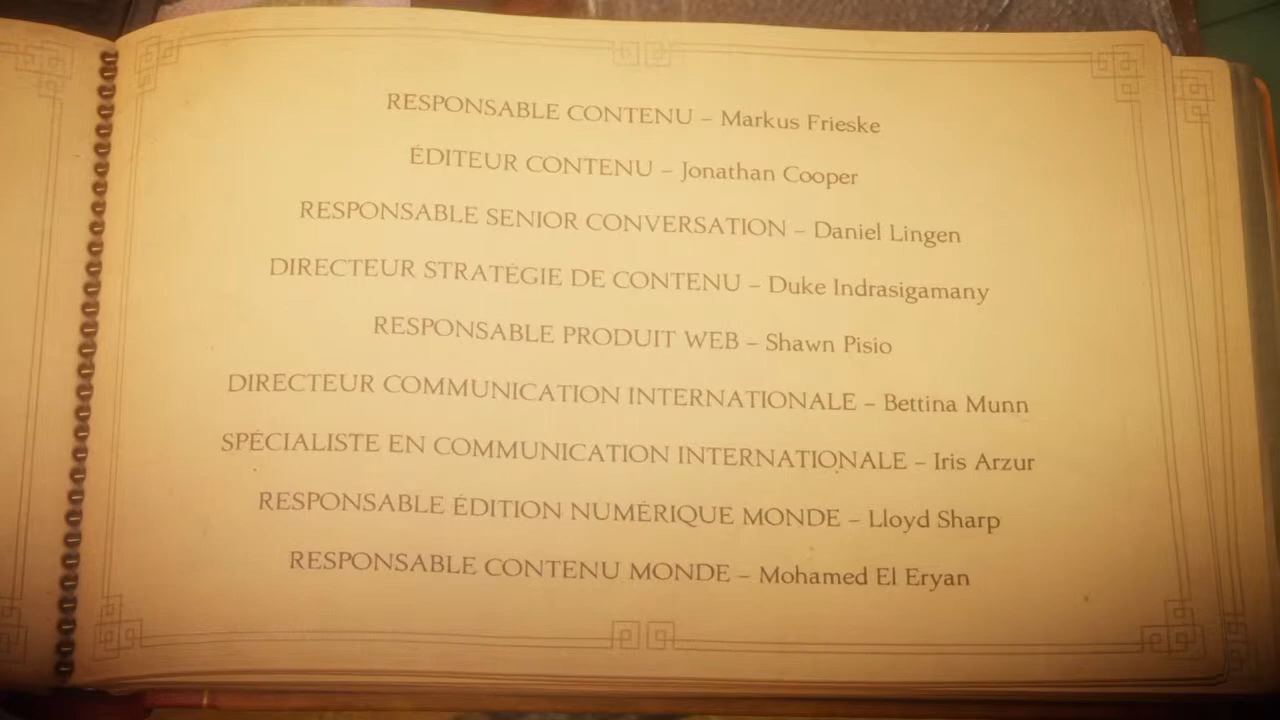 RESPONSABLE CONTENU – Markus Frieske
ÉDITEUR CONTENU – Jonathan Cooper
RESPONSABLE SENIOR CONVERSATION – Daniel Lingen
DIRECTEUR STRATÉGIE DE CONTENU – Duke Indrasigamany
RESPONSABLE PRODUIT WEB – Shawn Pisio
DIRECTEUR COMMUNICATION INTERNATIONALE – Bettina Munn
SPÉCIALISTE EN COMMUNICATION INTERNATIONALE – Iris Arzur
RESPONSABLE ÉDITION NUMÉRIQUE MONDE – Lloyd Sharp
RESPONSABLE CONTENU MONDE – Mohamed El Eryan